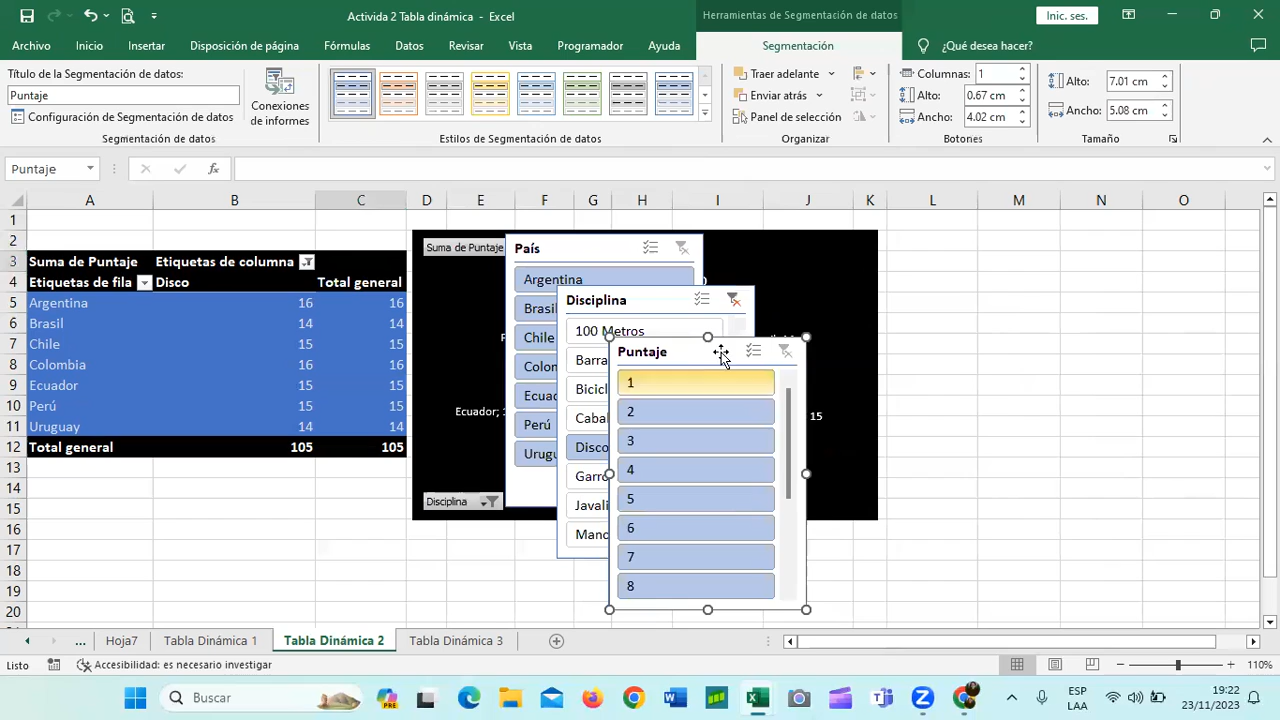 Activida 2 Tabla dinámica - Excel
Herramientas de Segmentación de datos
Inic. ses.
Archivo Inicio Insertar Disposición de página Fórmulas Datos Revisar Vista Programador Ayuda Segmentación ¿Qué desea hacer?
Título de la Segmentación de datos:
Puntaje
Configuración de Segmentación de datos
Segmentación de datos
Conexiones
de informes
Estilos de Segmentación de datos
Traer adelante
Enviar atrás
Panel de selección
Organizar
Columnas: 1
Alto: 0.67 cm
Ancho: 4.02 cm
Botones
Alto: 7.01 cm
Ancho: 5.08 cm
Tamaño
Puntaje fx
A B C D E F G H I J K L M N O
1
2
3 Suma de Puntaje Etiquetas de columna
4 Etiquetas de fila Disco Total general
5 Argentina 16 16
6 Brasil 14 14
7 Chile 15 15
8 Colombia 16 16
9 Ecuador 15 15
10 Perú 15 15
11 Uruguay 14 14
12 Total general 105 105
13
14
15
16
17
18
19
20
Suma de Puntaje
Ecuador; 1
15
Disciplina
País
Argentina
Brasil
Chile
Colom
Ecuad
Perú
Urugu
Disciplina
100 Metros
Barra
Bicicl
Cabal
Disco
Garro
Javali
Manc
Puntaje
1
2
3
4
5
6
7
8
... Hoja7 Tabla Dinámica 1 Tabla Dinámica 2 Tabla Dinámica 3
Listo Accesibilidad: es necesario investigar 110%
Buscar
PRE
ESP
LAA
19:22
23/11/2023